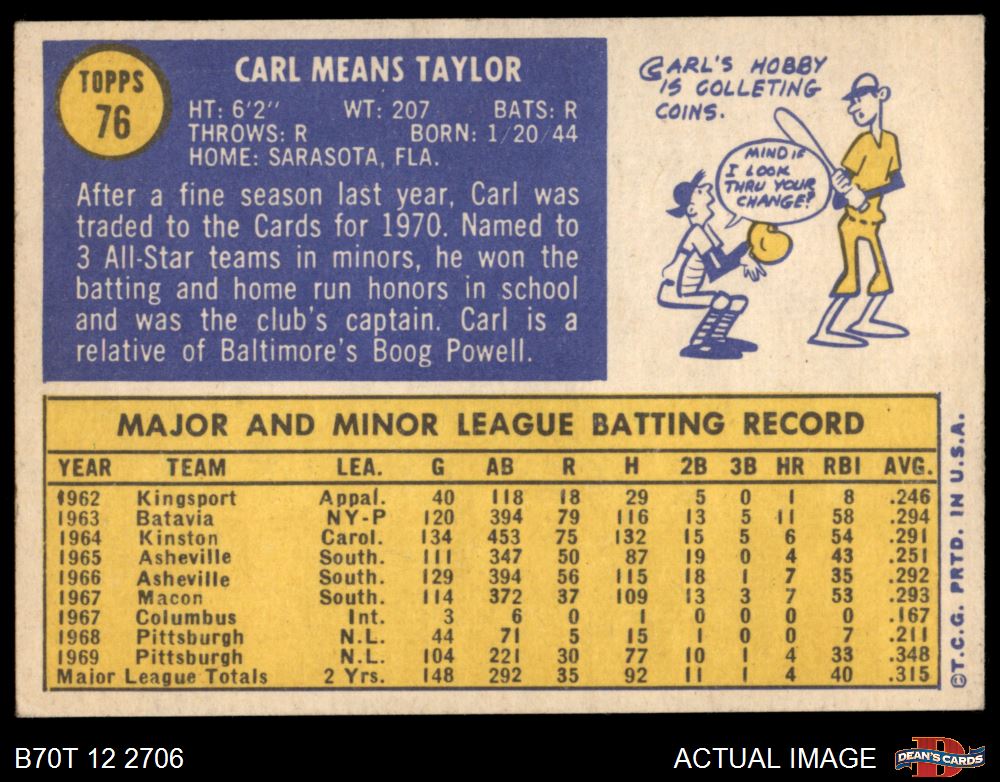 TOPPS
76
CARL MEANS TAYLOR
HT: 6'2" WT: 207 BATS: R
THROWS: R BORN: 1/20/44
HOME: SARASOTA, FLA.
After a fine season last year, Carl was
traded to the Cards for 1970. Named to
3 All-Star teams in minors, he won the
batting and home run honors in school
and was the club's captain. Carl is a
relative of Baltimore's Boog Powell.
CARL'S HOBBY
IS COLLETING
COINS.
MIND IF
I LOOK
THRU YOUR
CHANGE?
MAJOR AND MINOR LEAGUE BATTING RECORD
YEAR TEAM LEA. G AB R H 2B 3B HR RBI AVG.
1962 Kingsport Appal. 40 118 18 29 5 0 1 8 .246
1963 Batavia NY-P 120 394 79 116 13 5 11 58 .294
1964 Kinston Carol. 134 453 75 132 15 5 6 54 .291
1965 Asheville South. 111 347 50 87 19 0 4 43 .251
1966 Asheville South. 129 394 56 115 18 1 7 35 .292
1967 Macon South. 114 372 37 109 13 3 7 53 .293
1967 Columbus Int. 3 6 0 1 0 0 0 0 .167
1968 Pittsburgh N.L. 44 71 5 15 1 0 0 7 .211
1969 Pittsburgh N.L. 104 221 30 77 10 1 4 33 .348
Major League Totals 2 Yrs. 148 292 35 92 11 1 4 40 .315
©T.C.G. PRTD. IN U.S.A.
B70T 12 2706
ACTUAL IMAGE
D
DEAN'S CARDS